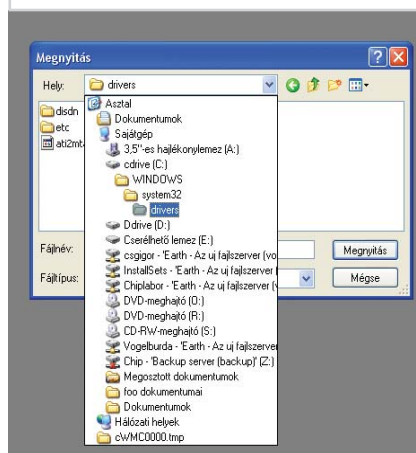 Megnyitás
Hely: drivers
disdn
etc
ati2mt
Asztal
Dokumentumok
Sajátgép
3,5"-es hajlékonylemez (A:)
cdrive (C:)
WINDOWS
system32
drivers
Ddrive (D:)
Cserélhető lemez (E:)
csgigor - 'Earth - Az uj fajlszerver (vo
InstallSets - 'Earth - Az uj fajlszerver (
Chiplabor - 'Earth - Az uj fajlszerver (v
DVD-meghajtó (O:)
DVD-meghajtó (R:)
CD-RW-meghajtó (S:)
Vogelburda - 'Earth - Az uj fajlszerver
Chip - 'Backup server (backup)' (Z:)
Megosztott dokumentumok
foo dokumentumai
Dokumentumok
Hálózati helyek
cWMC0000.tmp
Fájlnév:
Megnyitás
Fájltípus:
Mégse